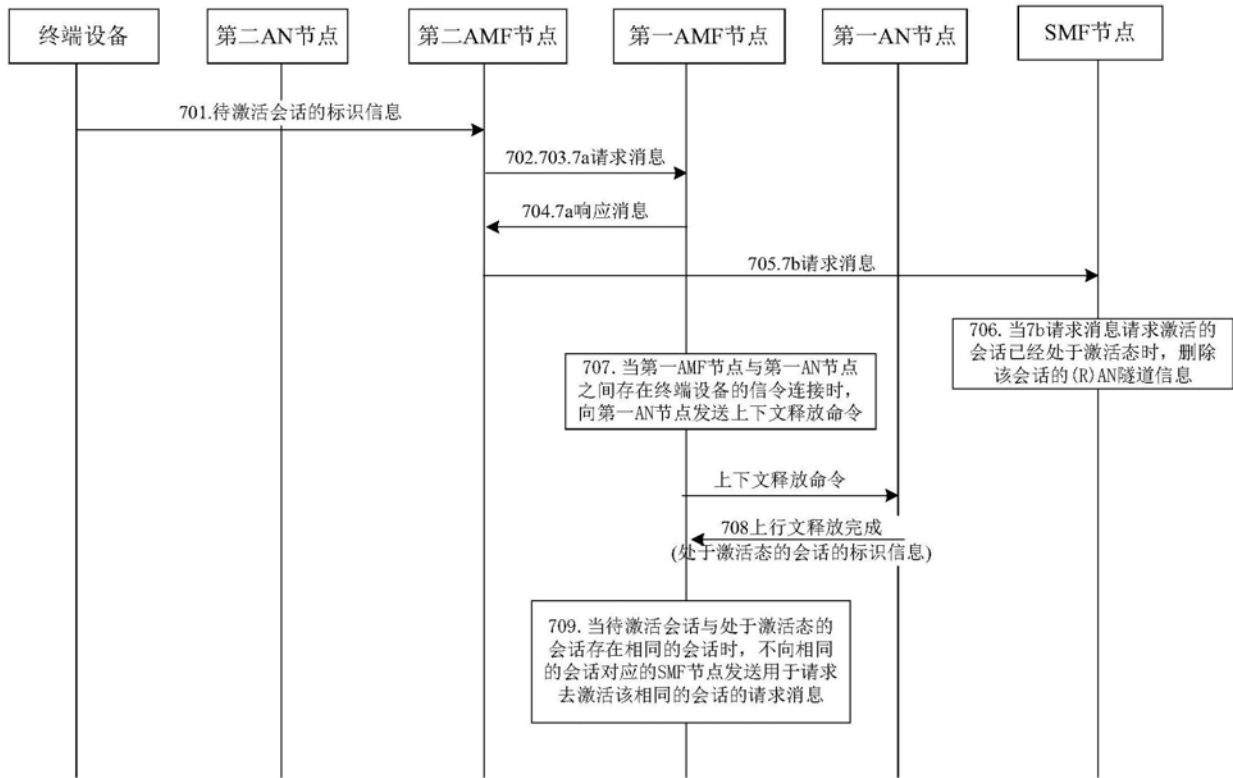 终端设备
第二AN节点
第二AMF节点
第一AMF节点
第一AN节点
SMF节点
701.待激活会话的标识信息
702.703.7a请求消息
704.7a响应消息
705.7b请求消息
706. 当7b请求消息请求激活的
会话已经处于激活态时，删除
该会话的(R)AN隧道信息
707. 当第一AMF节点与第一AN节点
之间存在终端设备的信令连接时，
向第一AN节点发送上下文释放命令
上下文释放命令
708上行文释放完成
(处于激活态的会话的标识信息)
709. 当待激活会话与处于激活态的
会话存在相同的会话时，不向相同
的会话对应的SMF节点发送用于请求
去激活该相同的会话的请求消息